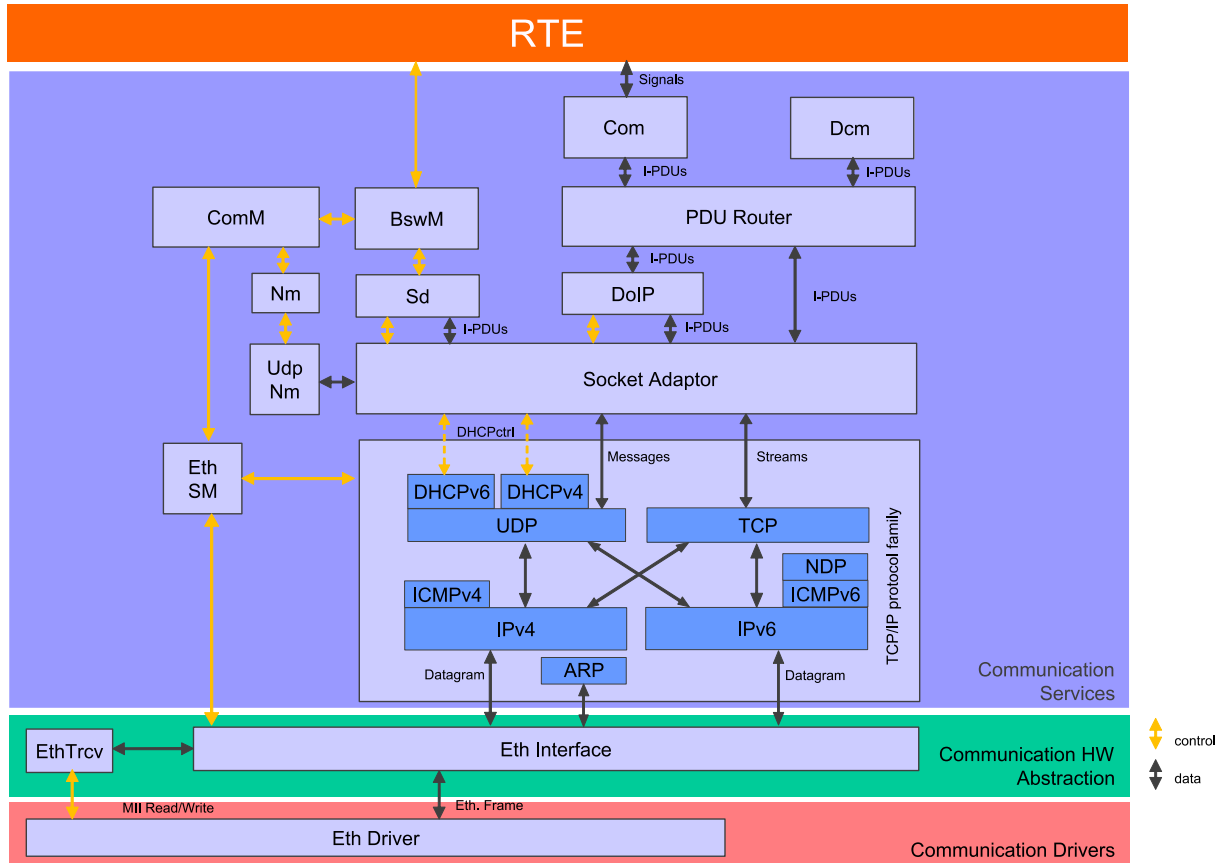 RTE
Signals
Com
Dcm
I-PDUs
I-PDUs
ComM
BswM
PDU Router
I-PDUs
Nm
Sd
DoIP
I-PDUs
I-PDUs
I-PDUs
Udp
Nm
Socket Adaptor
DHCPctrl
Messages
Streams
Eth
SM
DHCPv6
DHCPv4
UDP
TCP
NDP
ICMPv4
ICMPv6
IPv4
IPv6
TCP/IP protocol family
ARP
Datagram
Datagram
Communication
Services
EthTrcv
Eth Interface
Communication HW
Abstraction
control
data
MII Read/Write
Eth. Frame
Eth Driver
Communication Drivers